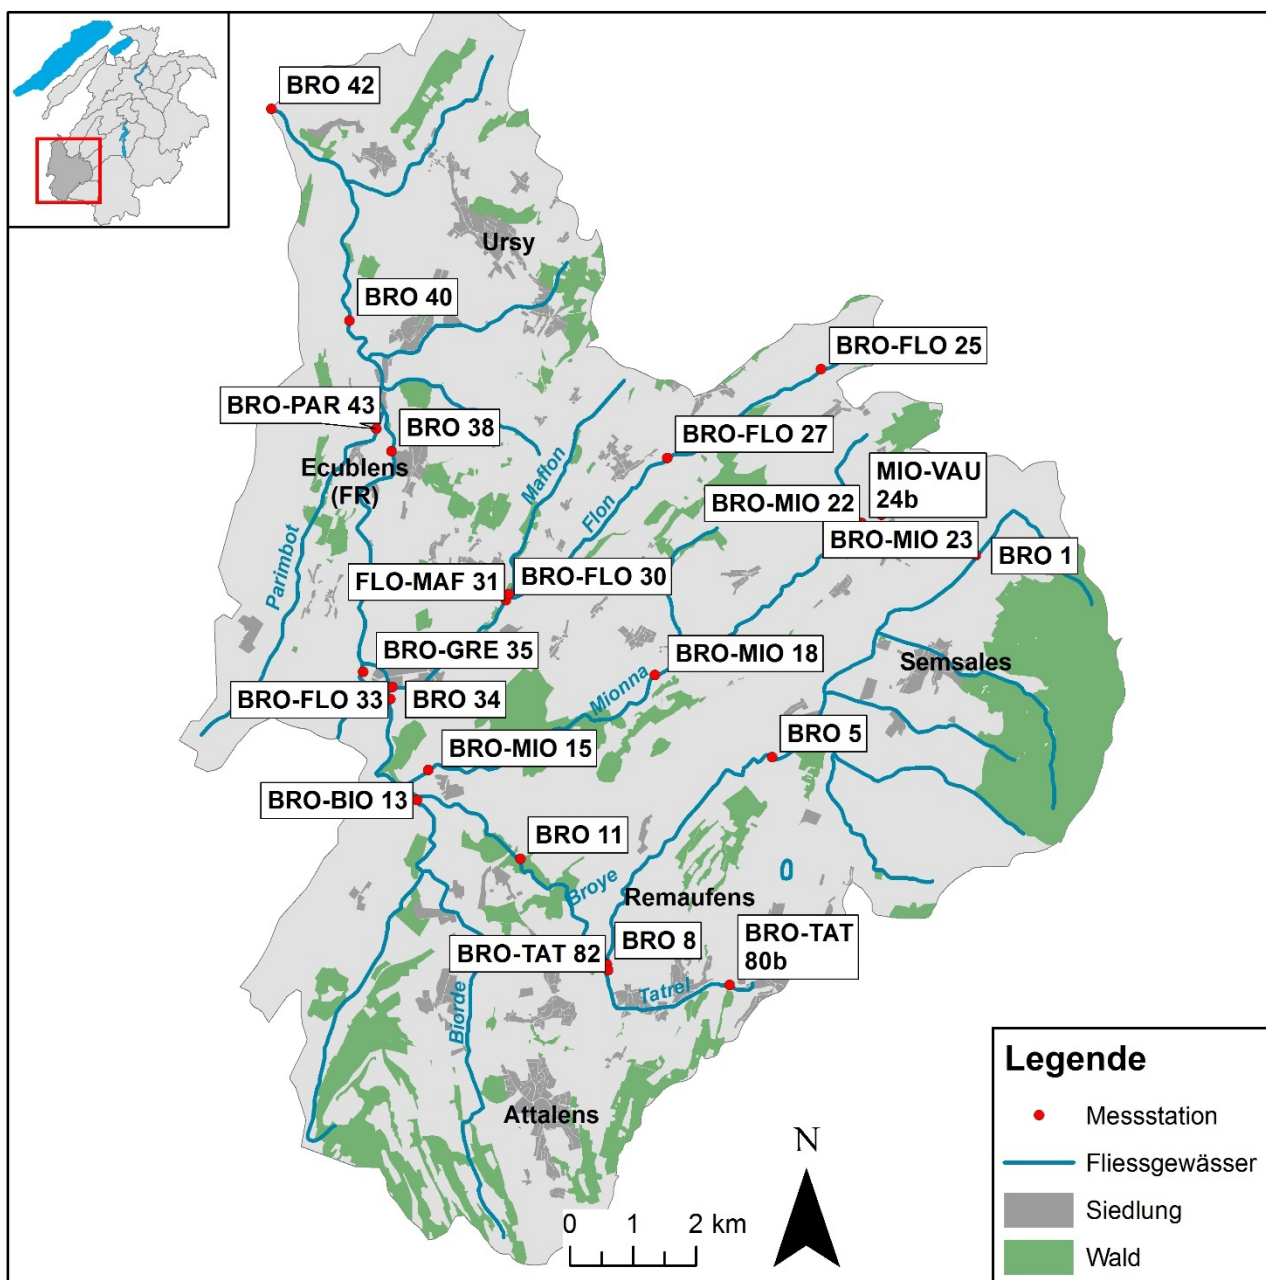 BRO 42
Ursy
BRO 40
BRO-FLO 25
BRO-PAR 43
BRO 38
BRO-FLO 27
Ecublens
(FR)
Maflon
Flon
MIO-VAU
24b
BRO-MIO 22
BRO-MIO 23
BRO 1
Parimbot
FLO-MAF 31
BRO-FLO 30
BRO-GRE 35
BRO-MIO 18
Semsales
Mionna
BRO-FLO 33
BRO 34
BRO 5
BRO-MIO 15
BRO-BIO 13
BRO 11
Broye
Remaufens
BRO-TAT 82
BRO 8
BRO-TAT
80b
Tatrel
Biorde
Attalens
N
0 1 2 km
Legende
Messstation
Fliessgewässer
Siedlung
Wald